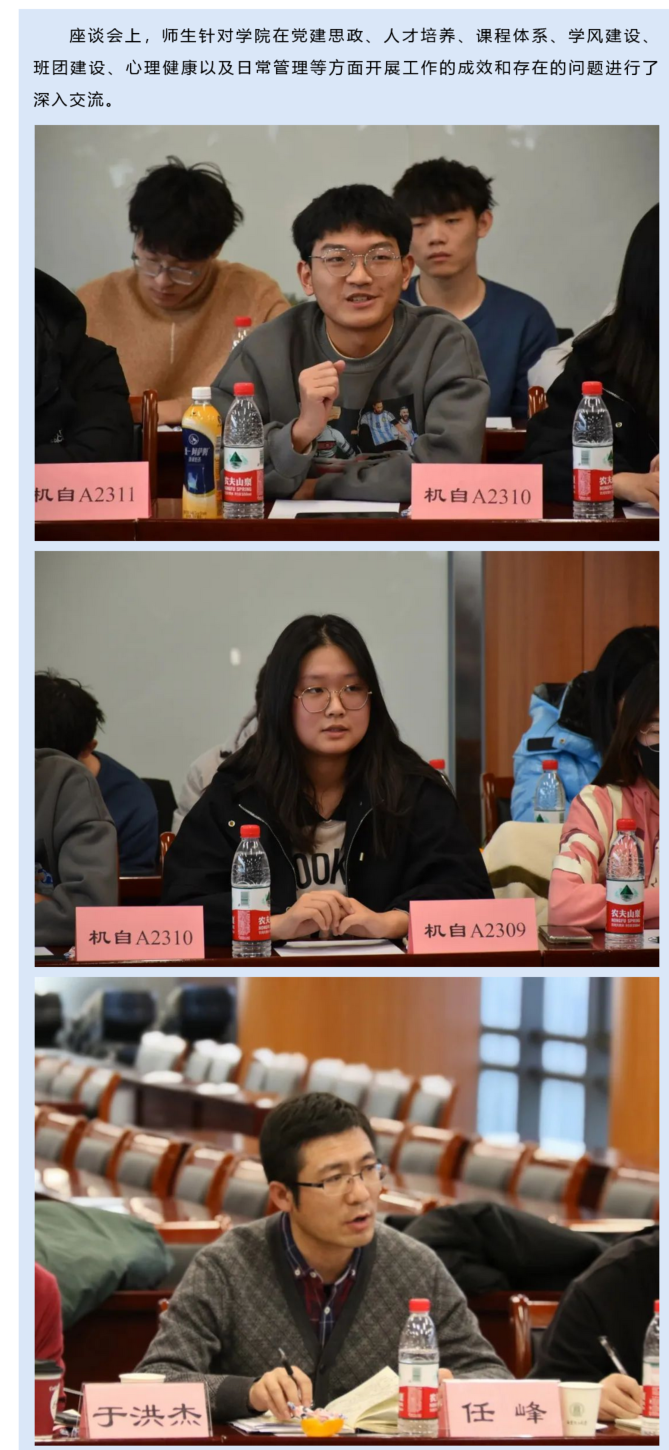 座谈会上，师生针对学院在党建思政、人才培养、课程体系、学风建设、
班团建设、心理健康以及日常管理等方面开展工作的成效和存在的问题进行了
深入交流。
机自A2311
机自A2310
农夫山泉
机自A2310
机自A2309
农夫山泉
于洪杰
任 峰